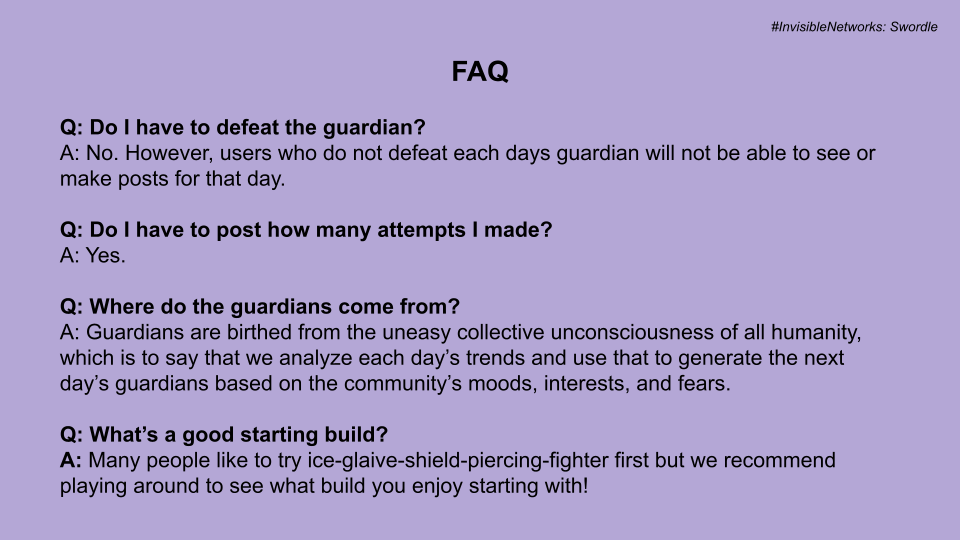 #InvisibleNetworks: Swordle
FAQ
Q: Do I have to defeat the guardian?
A: No. However, users who do not defeat each days guardian will not be able to see or
make posts for that day.
Q: Do I have to post how many attempts I made?
A: Yes.
Q: Where do the guardians come from?
A: Guardians are birthed from the uneasy collective unconsciousness of all humanity,
which is to say that we analyze each day’s trends and use that to generate the next
day’s guardians based on the community’s moods, interests, and fears.
Q: What’s a good starting build?
A: Many people like to try ice-glaive-shield-piercing-fighter first but we recommend
playing around to see what build you enjoy starting with!